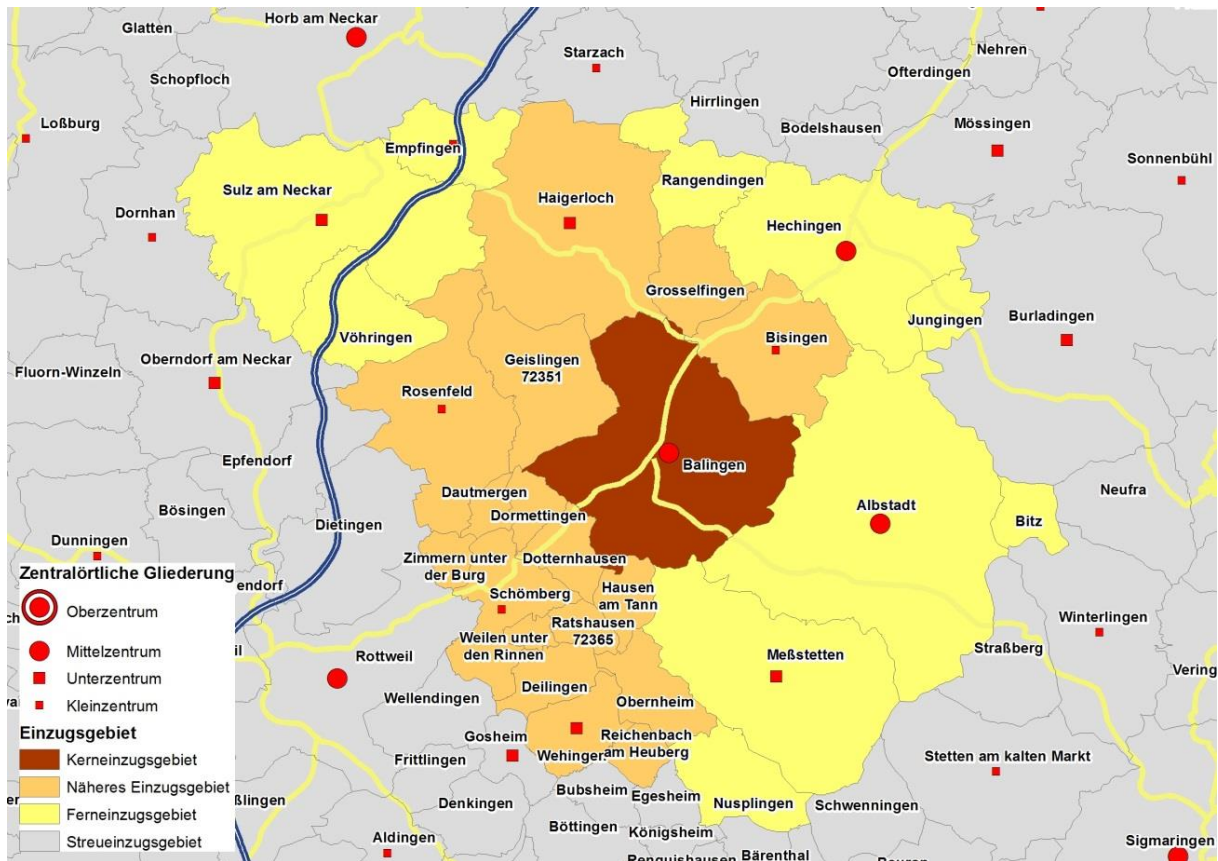 Horb am Neckar
Glatten
Schopfloch
Loßburg
Starzach
Nehren
Ofterdingen
Hirrlingen
Bodelshausen
Mössingen
Sonnenbühl
Empfingen
Sulz am Neckar
Dornhan
Haigerloch
Rangendingen
Hechingen
Grosselfingen
Jungingen
Burladingen
Vöhringen
Bisingen
Oberndorf am Neckar
Fluorn-Winzeln
Geislingen
72351
Rosenfeld
Epfendorf
Balingen
Neufra
Bösingen
Dietingen
Dautmergen
Dormettingen
Albstadt
Bitz
Dunningen
Zimmern unter
der Burg
Dotternhausen
Hausen
am Tann
Schömberg
Ratshausen
72365
Weilen unter
den Rinnen
Winterlingen
Straßberg
Meßstetten
Rottweil
Wellendingen
Deilingen
Obernheim
Gosheim
Wehingen
Reichenbach
am Heuberg
Frittlingen
Stetten am kalten Markt
Denkingen
Bubsheim
Egesheim
Nusplingen
Schwenningen
Böttingen
Königsheim
Aldingen
Bärenthal
Sigmaringen
Vering
endorf
ßlingen
Zentralörtliche Gliederung
Oberzentrum
Mittelzentrum
Unterzentrum
Kleinzentrum
Einzugsgebiet
Kerneinzugsgebiet
Näheres Einzugsgebiet
Ferneinzugsgebiet
Streueinzugsgebiet